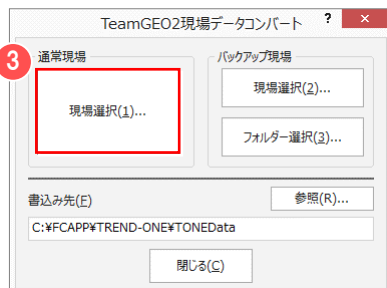 TeamGEO2現場データコンバート ? ×
3
通常現場
現場選択(1)...
バックアップ現場
現場選択(2)...
フォルダー選択(3)...
書込み先(F)
参照(R)...
C:¥FCAPP¥TREND-ONE¥TONEData
閉じる(C)